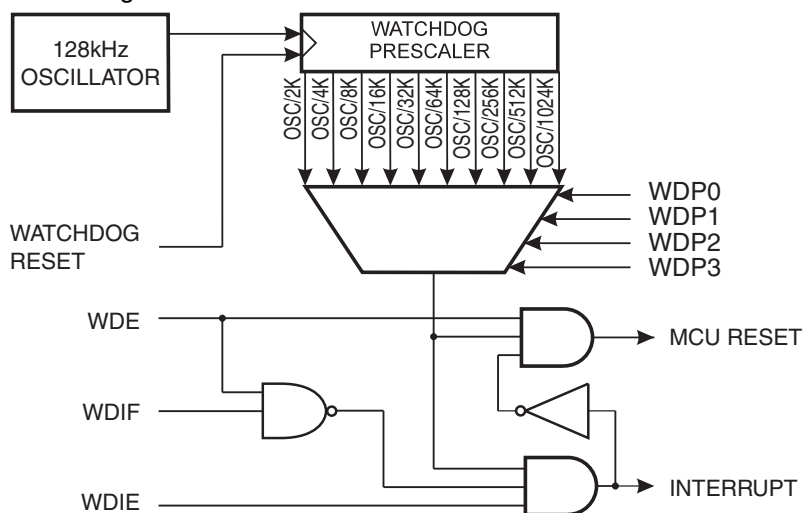 128kHz
OSCILLATOR
WATCHDOG
PRESCALER
OSC/2K
OSC/4K
OSC/8K
OSC/16K
OSC/32K
OSC/64K
OSC/128K
OSC/256K
OSC/512K
OSC/1024K
WDP0
WDP1
WDP2
WDP3
WATCHDOG
RESET
WDE
MCU RESET
WDIF
WDIE
INTERRUPT